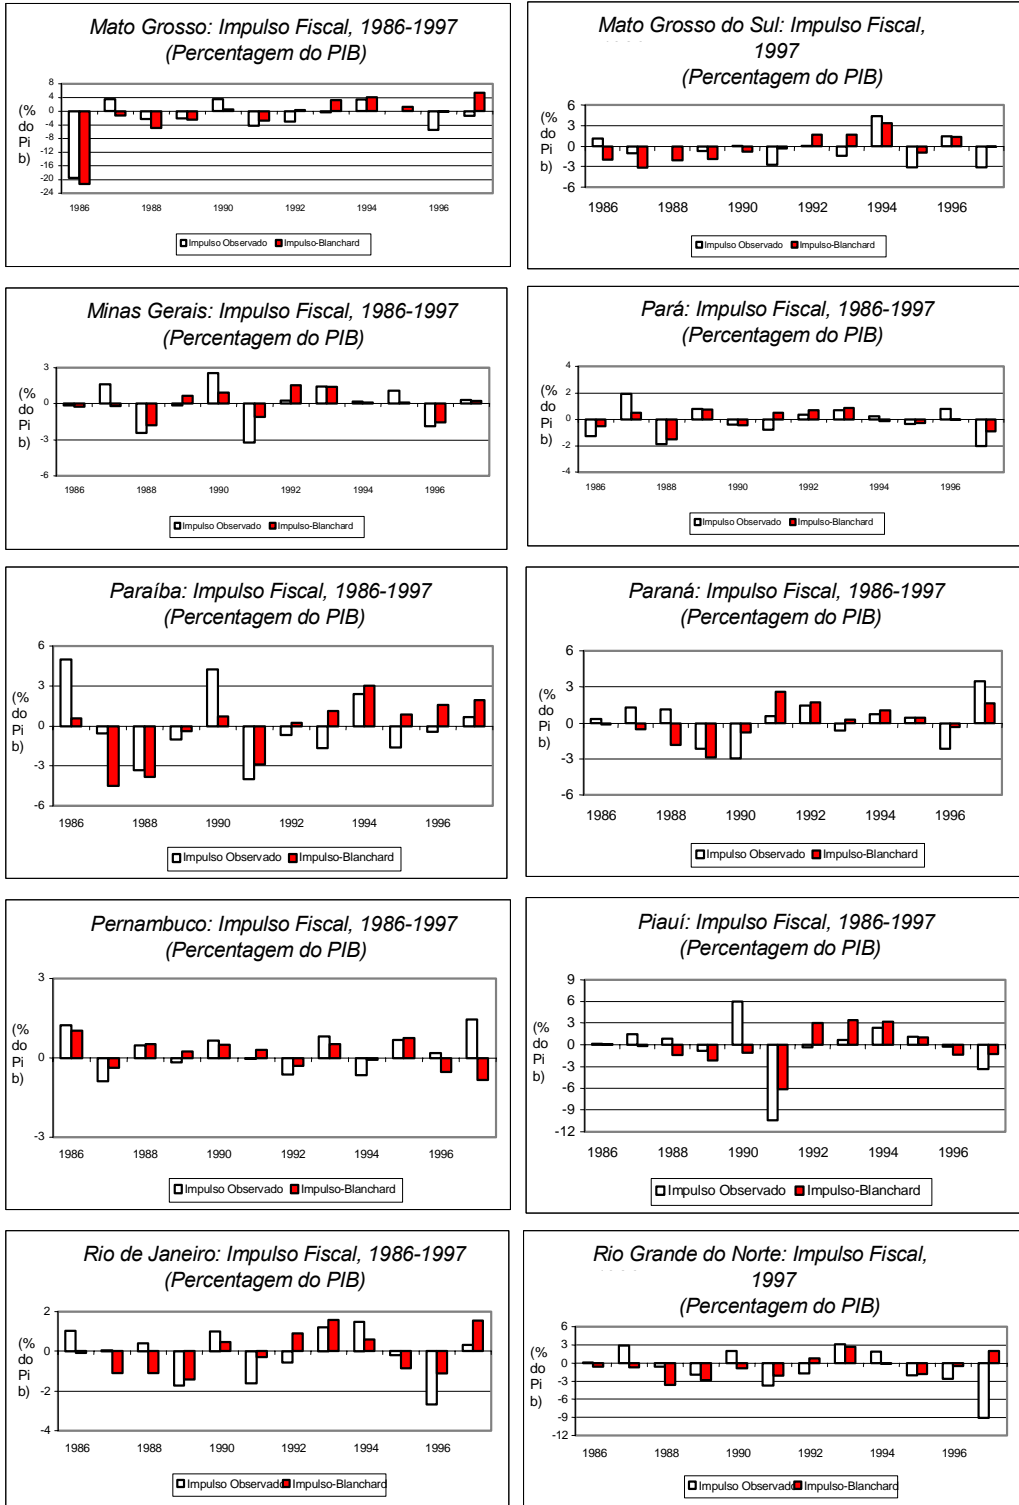 Mato Grosso: Impulso Fiscal, 1986-1997
(Percentagem do PIB)
(%
do
Pi
b)
8
4
0
-4
-8
-12
-16
-20
-24
1986 1988 1990 1992 1994 1996
Impulso Observado Impulso-Blanchard
Mato Grosso do Sul: Impulso Fiscal,
1997
(Percentagem do PIB)
(%
do
Pi
b)
6
3
0
-3
-6
1986 1988 1990 1992 1994 1996
Impulso Observado Impulso-Blanchard
Minas Gerais: Impulso Fiscal, 1986-1997
(Percentagem do PIB)
(%
do
Pi
b)
3
0
-3
-6
1986 1988 1990 1992 1994 1996
Impulso Observado Impulso-Blanchard
Pará: Impulso Fiscal, 1986-1997
(Percentagem do PIB)
(%
do
Pi
b)
4
2
0
-2
-4
1986 1988 1990 1992 1994 1996
Impulso Observado Impulso-Blanchard
Paraíba: Impulso Fiscal, 1986-1997
(Percentagem do PIB)
(%
do
Pi
b)
6
3
0
-3
-6
1986 1988 1990 1992 1994 1996
Impulso Observado Impulso-Blanchard
Paraná: Impulso Fiscal, 1986-1997
(Percentagem do PIB)
(%
do
Pi
b)
6
3
0
-3
-6
1986 1988 1990 1992 1994 1996
Impulso Observado Impulso-Blanchard
Pernambuco: Impulso Fiscal, 1986-1997
(Percentagem do PIB)
(%
do
Pi
b)
3
0
-3
1986 1988 1990 1992 1994 1996
Impulso Observado Impulso-Blanchard
Piauí: Impulso Fiscal, 1986-1997
(Percentagem do PIB)
(%
do
Pi
b)
9
6
3
0
-3
-6
-9
-12
1986 1988 1990 1992 1994 1996
Impulso Observado Impulso-Blanchard
Rio de Janeiro: Impulso Fiscal, 1986-1997
(Percentagem do PIB)
(%
do
Pi
b)
2
0
-2
-4
1986 1988 1990 1992 1994 1996
Impulso Observado Impulso-Blanchard
Rio Grande do Norte: Impulso Fiscal,
1997
(Percentagem do PIB)
(%
do
Pi
b)
6
3
0
-3
-6
-9
-12
1986 1988 1990 1992 1994 1996
Impulso Observado Impulso-Blanchard